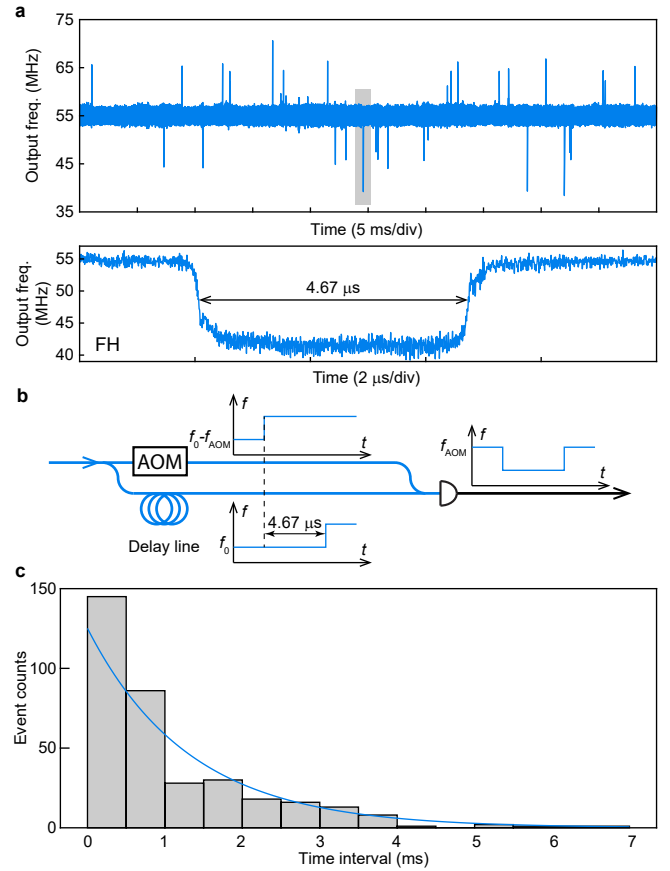 a
75
65
55
45
35
Output freq. (MHz)
Time (5 ms/div)
55
50
45
40
Output freq.
(MHz)
4.67 μs
FH
Time (2 μs/div)
b
f
f0-fAOM
t
AOM
f
fAOM
t
Delay line
f
4.67 μs
f0
t
c
150
100
50
0
Event counts
0 1 2 3 4 5 6 7
Time interval (ms)